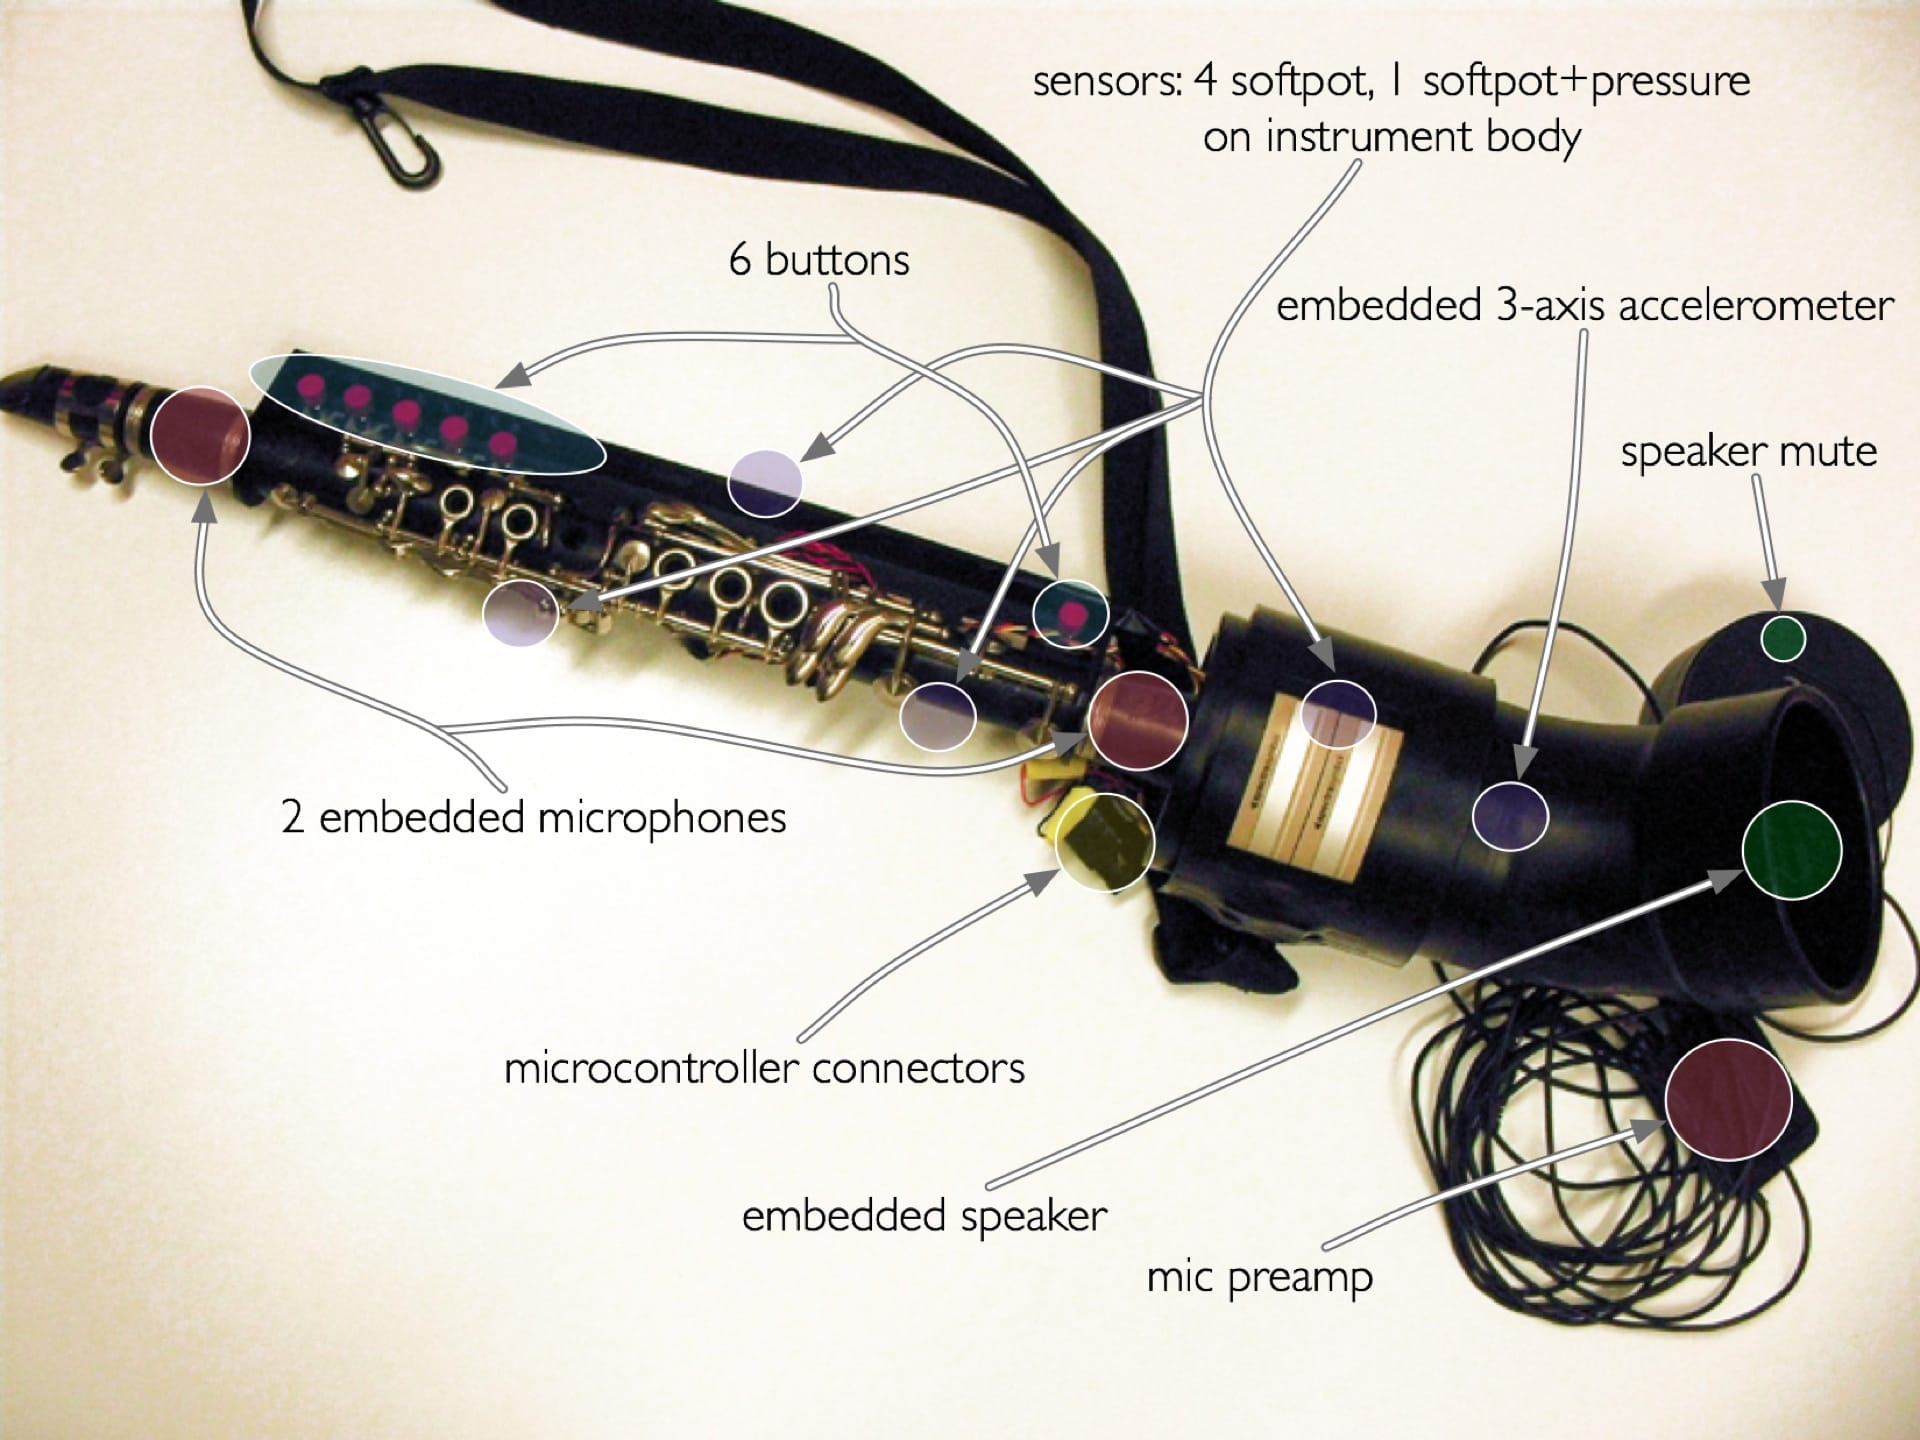 sensors: 4 softpot, 1 softpot+pressure
on instrument body
6 buttons
embedded 3-axis accelerometer
speaker mute
2 embedded microphones
microcontroller connectors
embedded speaker
mic preamp